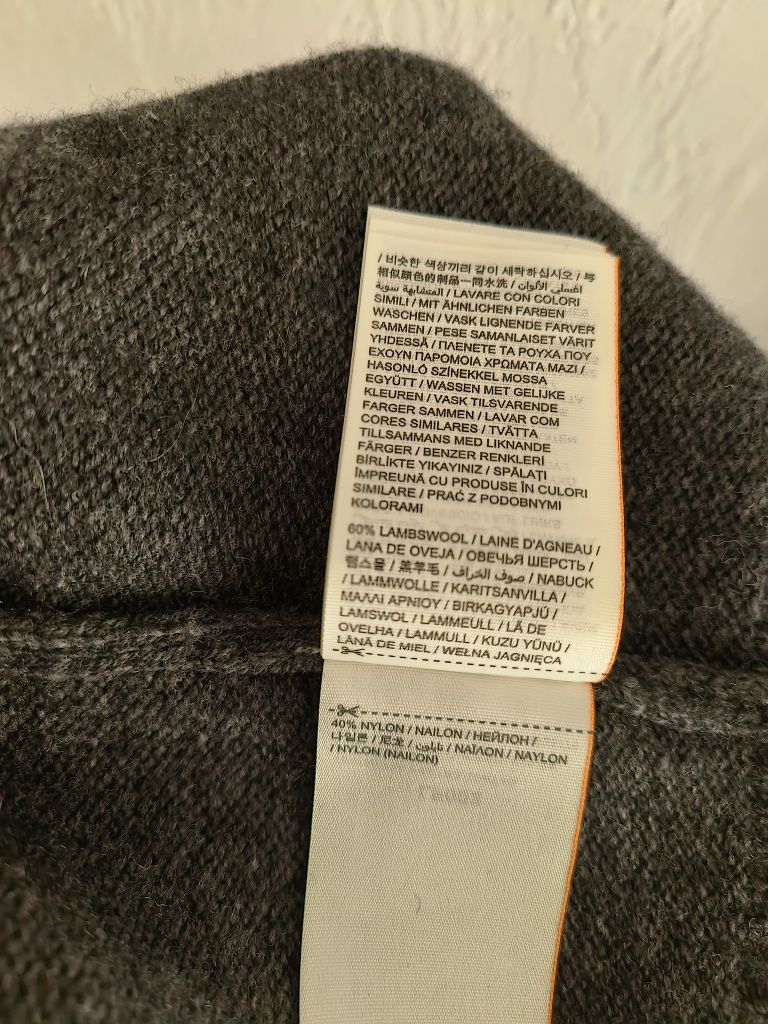 / 비슷한 색상끼리 같이 세탁하십시오 / 与
相似颜色的制品一同水洗 / اغسلي الألوان
المتشابهة سوية / LAVARE CON COLORI
SIMILI / MIT ÄHNLICHEN FARBEN
WASCHEN / VASK LIGNENDE FARVER
SAMMEN / PESE SAMANLAISET VÄRIT
YHDESSÄ / ΠΛΕΝΕΤΕ ΤΑ ΡΟΥΧΑ ΠΟΥ
ΕΧΟΥΝ ΠΑΡΟΜΟΙΑ ΧΡΩΜΑΤΑ ΜΑΖΙ /
HASONLÓ SZÍNEKKEL MOSSA
EGYÜTT / WASSEN MET GELIJKE
KLEUREN / VASK TILSVARENDE
FARGER SAMMEN / LAVAR COM
CORES SIMILARES / TVÄTTA
TILLSAMMANS MED LIKNANDE
FÄRGER / BENZER RENKLERİ
BİRLİKTE YIKAYINIZ / SPĂLAȚI
ÎMPREUNĂ CU PRODUSE ÎN CULORI
SIMILARE / PRAĆ Z PODOBNYMI
KOLORAMI
60% LAMBSWOOL / LAINE D'AGNEAU /
LANA DE OVEJA / ОВЕЧЬЯ ШЕРСТЬ /
램스울 / 羔羊毛 / صوف الخراف / NABUCK
/ LAMMWOLLE / KARITSANVILLA /
ΜΑΛΛΙ ΑΡΝΙΟΥ / BIRKAGYAPJÚ /
LAMSWOL / LAMMEULL / LÃ DE
OVELHA / LAMMULL / KUZU YÜNÜ /
LÂNĂ DE MIEL / WEŁNA JAGNIĘCA
40% NYLON / NAILON / НЕЙЛОН /
나일론 / 尼龙 / نايلون / ΝΑΪΛΟΝ / NAYLON
/ NYLON (NAILON)